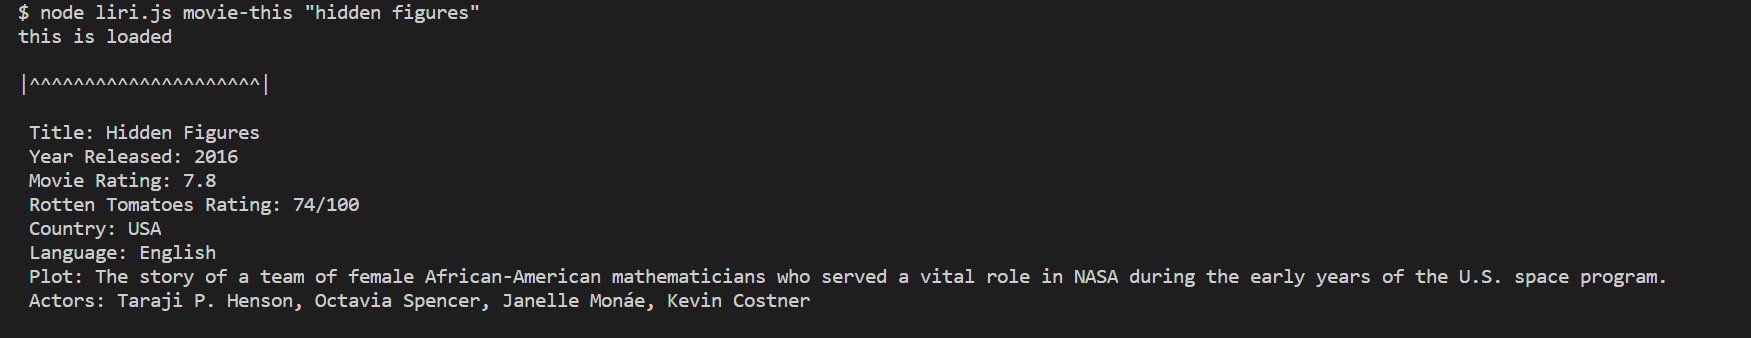 $ node liri.js movie-this "hidden figures"
this is loaded
|^^^^^^^^^^^^^^^^^^^^^|
Title: Hidden Figures
Year Released: 2016
Movie Rating: 7.8
Rotten Tomatoes Rating: 74/100
Country: USA
Language: English
Plot: The story of a team of female African-American mathematicians who served a vital role in NASA during the early years of the U.S. space program.
Actors: Taraji P. Henson, Octavia Spencer, Janelle Monáe, Kevin Costner